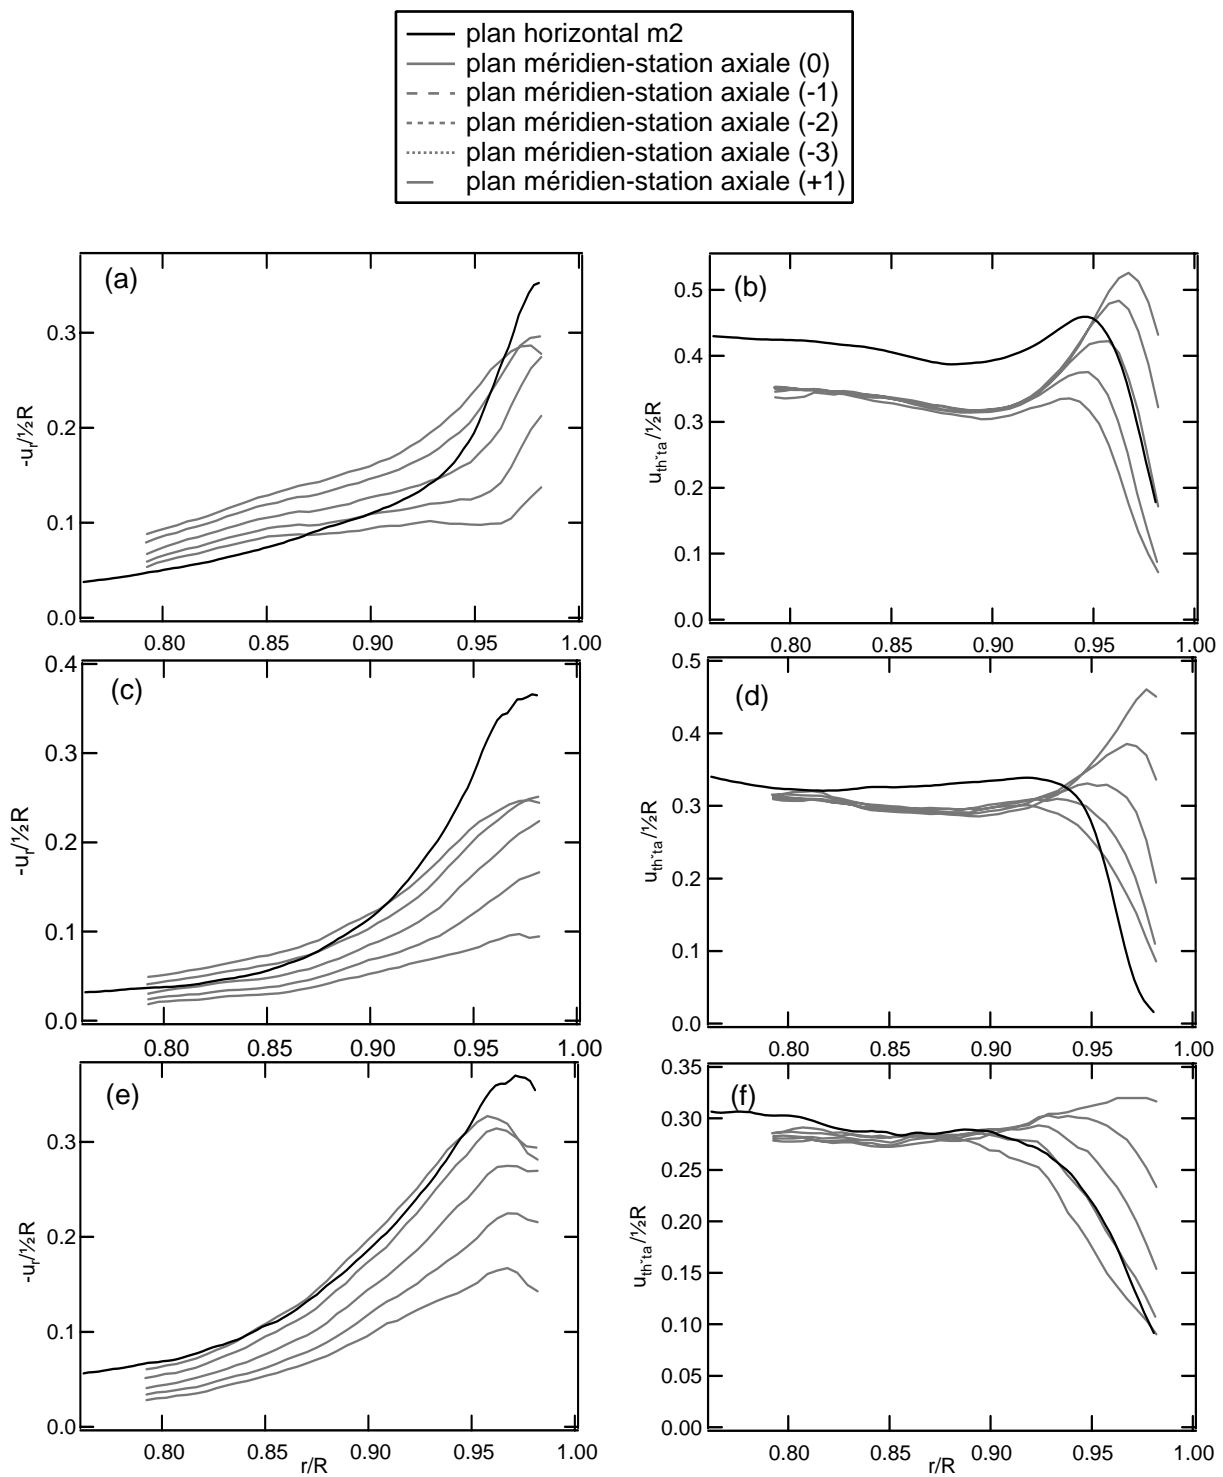 plan horizontal m2
plan méridien-station axiale (0)
plan méridien-station axiale (-1)
plan méridien-station axiale (-2)
plan méridien-station axiale (-3)
plan méridien-station axiale (+1)
(a)
-ur/½R
0.3
0.2
0.1
0.0
0.80 0.85 0.90 0.95 1.00
(b)
uthˇta/½R
0.5
0.4
0.3
0.2
0.1
0.0
0.80 0.85 0.90 0.95 1.00
(c)
-ur/½R
0.4
0.3
0.2
0.1
0.0
0.80 0.85 0.90 0.95 1.00
(d)
uthˇta/½R
0.5
0.4
0.3
0.2
0.1
0.0
0.80 0.85 0.90 0.95 1.00
(e)
-ur/½R
0.3
0.2
0.1
0.0
0.80 0.85 0.90 0.95 1.00
r/R
(f)
uthˇta/½R
0.35
0.30
0.25
0.20
0.15
0.10
0.05
0.00
0.80 0.85 0.90 0.95 1.00
r/R